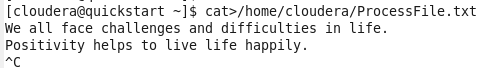 [cloudera@quickstart ~]$ cat>/home/cloudera/ProcessFile.txt
We all face challenges and difficulties in life.
Positivity helps to live life happily.
^C